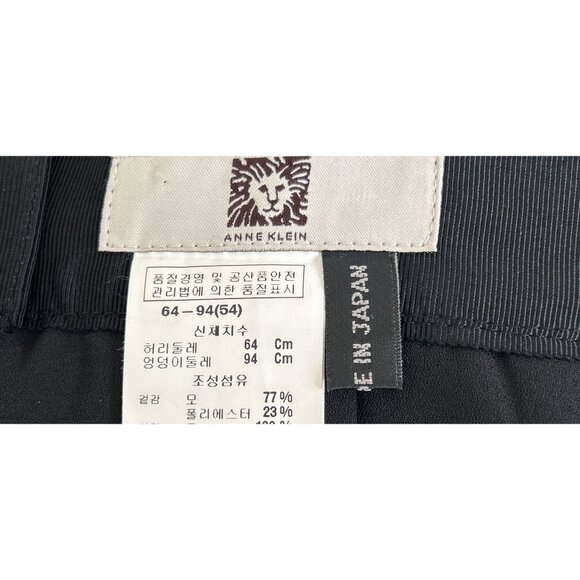 ANNE KLEIN
품질경영 및 공산품안전
관리법에 의한 품질표시
64-94(54)
신체치수
허리둘레 64 Cm
엉덩이둘레 94 Cm
조성섬유
겉감 모 77%
폴리에스터 23%
DE IN JAPAN